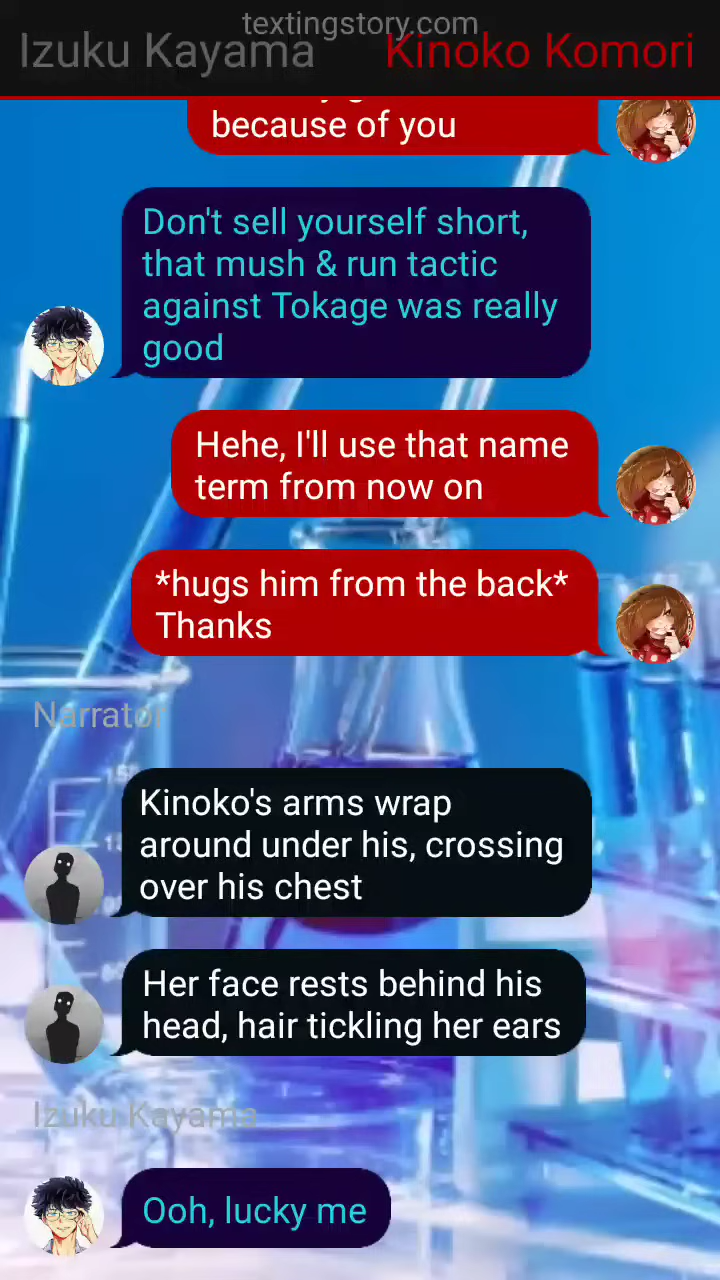 textingstory.com
Izuku Kayama
Kinoko Komori
because of you
Don't sell yourself short,
that mush & run tactic
against Tokage was really
good
Hehe, I'll use that name
term from now on
*hugs him from the back*
Thanks
Narrator
Kinoko's arms wrap
around under his, crossing
over his chest
Her face rests behind his
head, hair tickling her ears
Izuku Kayama
Ooh, lucky me